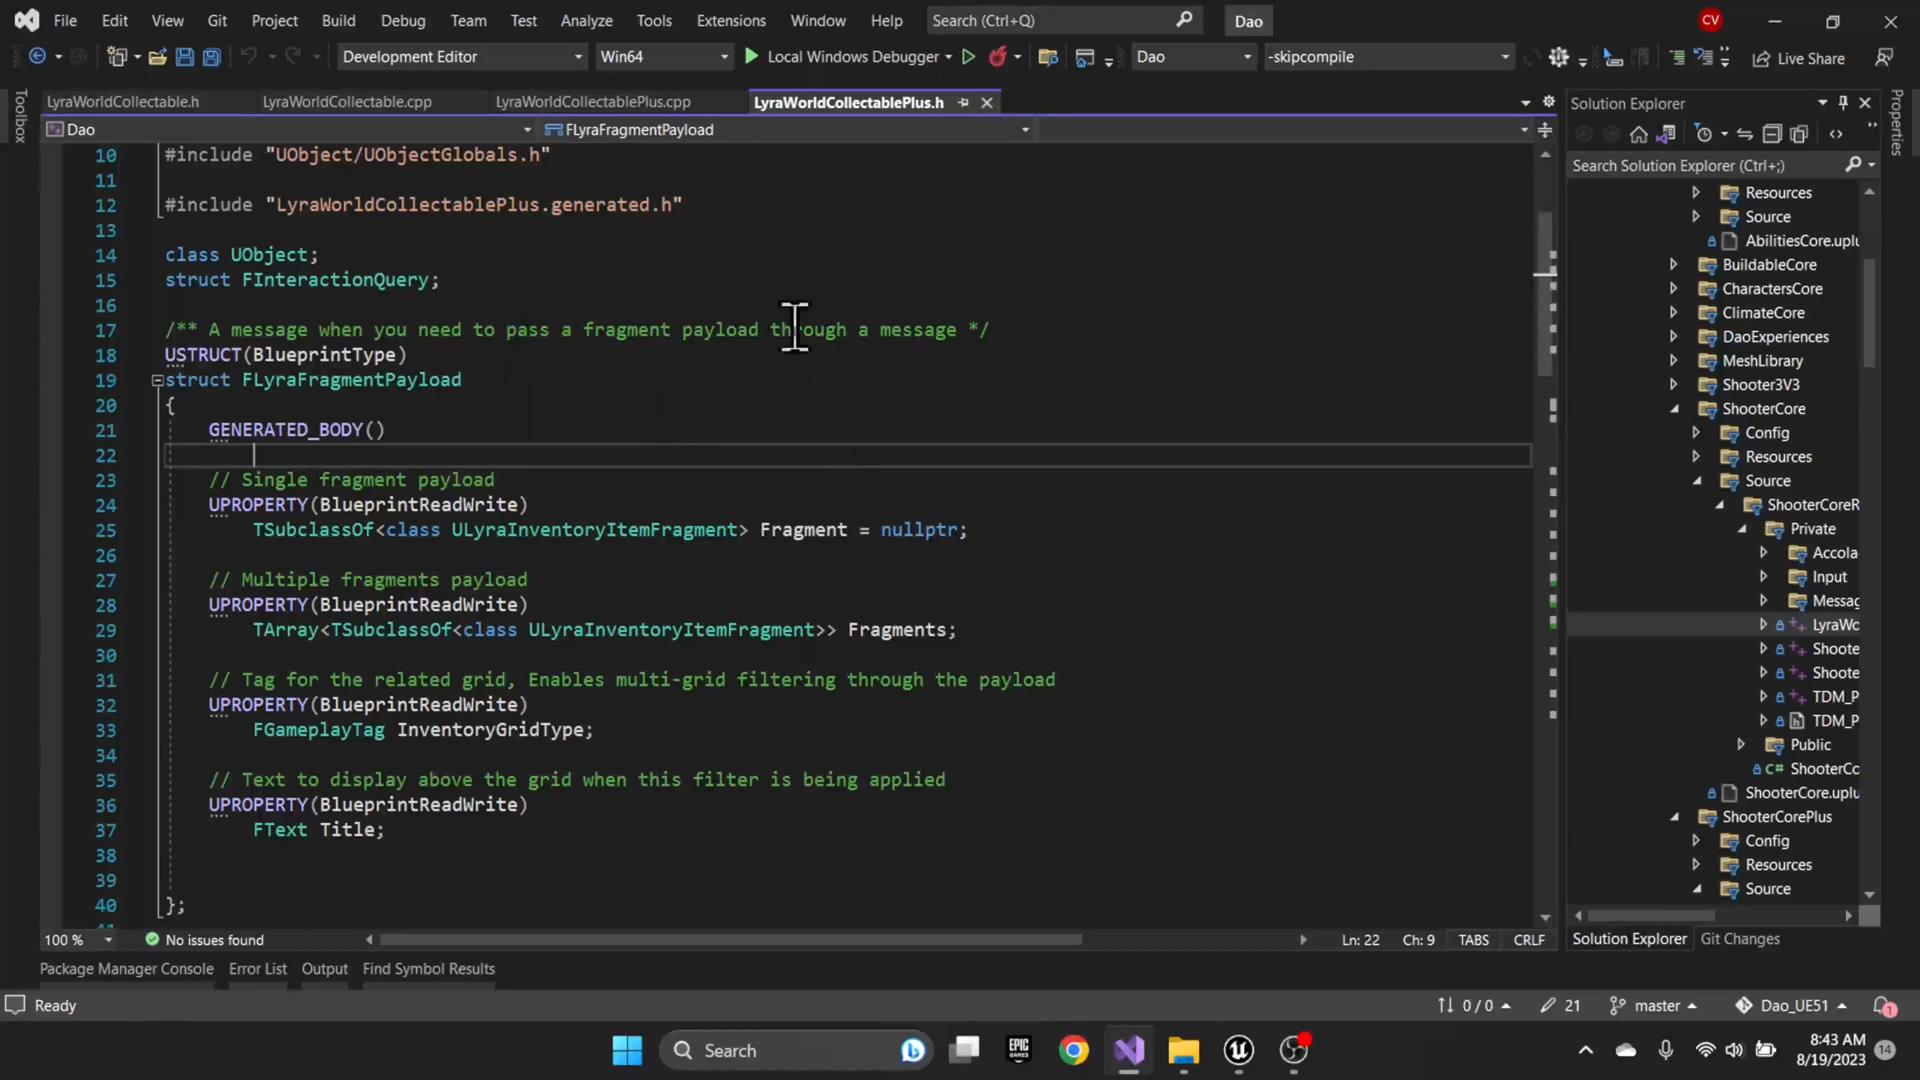 File Edit View Git Project Build Debug Team Test Analyze Tools Extensions Window Help Search (Ctrl+Q) Dao CV
Development Editor Win64 Local Windows Debugger Dao -skipcompile Live Share
Toolbox
LyraWorldCollectable.h LyraWorldCollectable.cpp LyraWorldCollectablePlus.cpp LyraWorldCollectablePlus.h
Dao FLyraFragmentPayload
10 #include "UObject/UObjectGlobals.h"
11
12 #include "LyraWorldCollectablePlus.generated.h"
13
14 class UObject;
15 struct FInteractionQuery;
16
17 /** A message when you need to pass a fragment payload through a message */
18 USTRUCT(BlueprintType)
19 struct FLyraFragmentPayload
20 {
21 GENERATED_BODY()
22
23 // Single fragment payload
24 UPROPERTY(BlueprintReadWrite)
25 TSubclassOf<class ULyraInventoryItemFragment> Fragment = nullptr;
26
27 // Multiple fragments payload
28 UPROPERTY(BlueprintReadWrite)
29 TArray<TSubclassOf<class ULyraInventoryItemFragment>> Fragments;
30
31 // Tag for the related grid, Enables multi-grid filtering through the payload
32 UPROPERTY(BlueprintReadWrite)
33 FGameplayTag InventoryGridType;
34
35 // Text to display above the grid when this filter is being applied
36 UPROPERTY(BlueprintReadWrite)
37 FText Title;
38
39
40 };
100 % No issues found Ln: 22 Ch: 9 TABS CRLF
Package Manager Console Error List Output Find Symbol Results
Solution Explorer
Search Solution Explorer (Ctrl+;)
Resources
Source
AbilitiesCore.uplu
BuildableCore
CharactersCore
ClimateCore
DaoExperiences
MeshLibrary
Shooter3V3
ShooterCore
Config
Resources
Source
ShooterCoreR
Private
Accola
Input
Messag
LyraWo
Shoote
Shoote
TDM_P
TDM_P
Public
ShooterCo
ShooterCore.uplu
ShooterCorePlus
Config
Resources
Source
Solution Explorer Git Changes
Properties
Ready 0 / 0 21 master Dao_UE51 1
Search EPIC GAMES 8:43 AM
8/19/2023 14